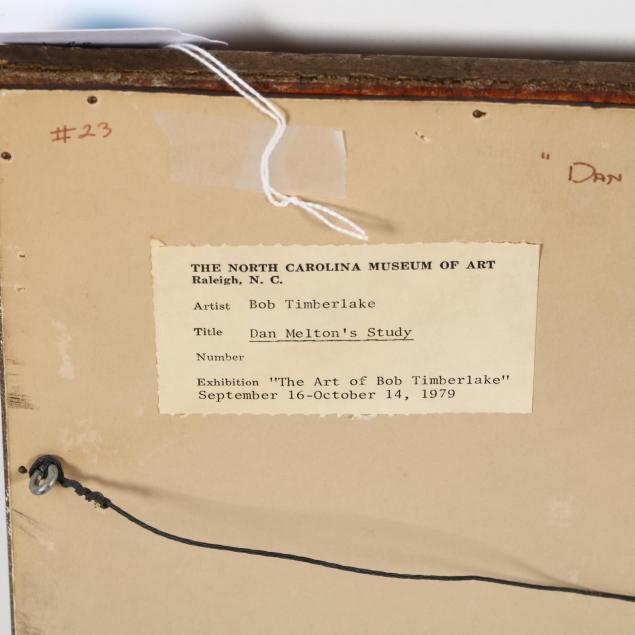 #23
" DAN
THE NORTH CAROLINA MUSEUM OF ART
Raleigh, N. C.
Artist Bob Timberlake
Title Dan Melton's Study
Number
Exhibition "The Art of Bob Timberlake"
September 16-October 14, 1979